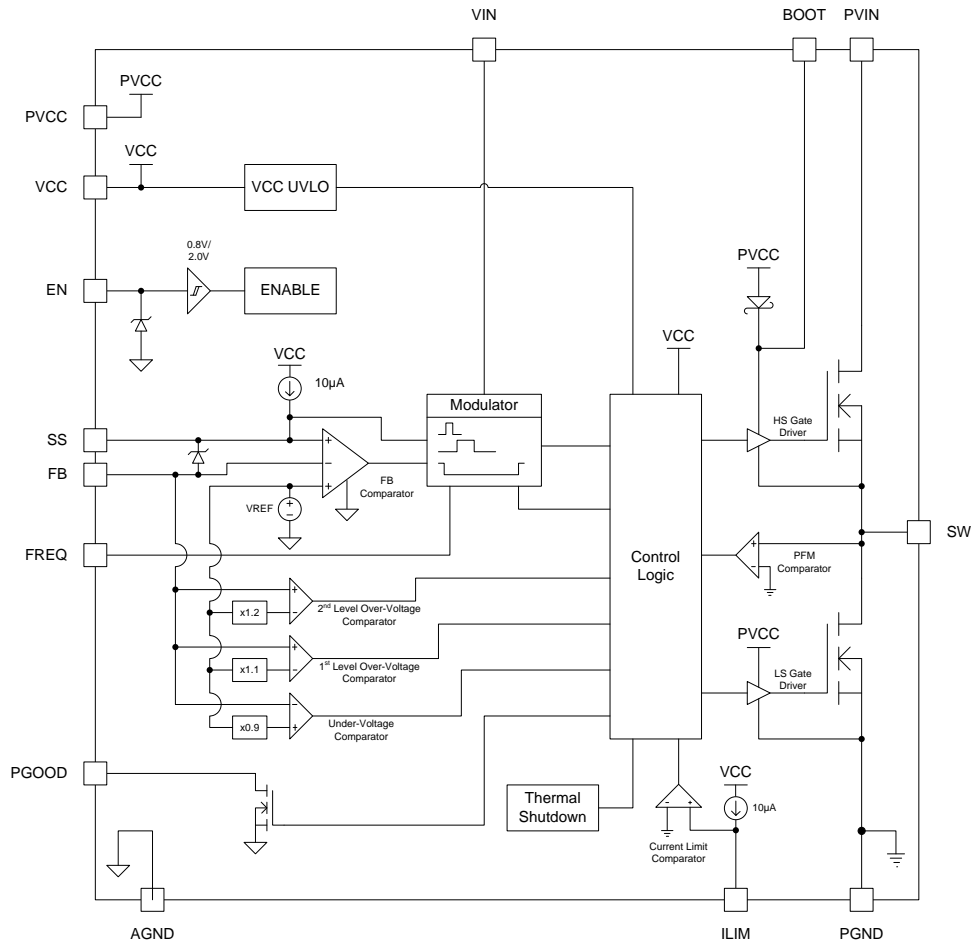 VIN
BOOT
PVIN
PVCC
PVCC
VCC
VCC
VCC UVLO
0.8V/
2.0V
EN
ENABLE
PVCC
VCC
VCC
10µA
Modulator
SS
FB
+
−
+
FB
Comparator
VREF
+
−
HS Gate
Driver
FREQ
Control
Logic
+
−
PFM
Comparator
SW
+
−
x1.2
2nd Level Over-Voltage
Comparator
+
−
x1.1
1st Level Over-Voltage
Comparator
PVCC
LS Gate
Driver
−
+
x0.9
Under-Voltage
Comparator
PGOOD
Thermal
Shutdown
VCC
10µA
−
+
Current Limit
Comparator
AGND
ILIM
PGND